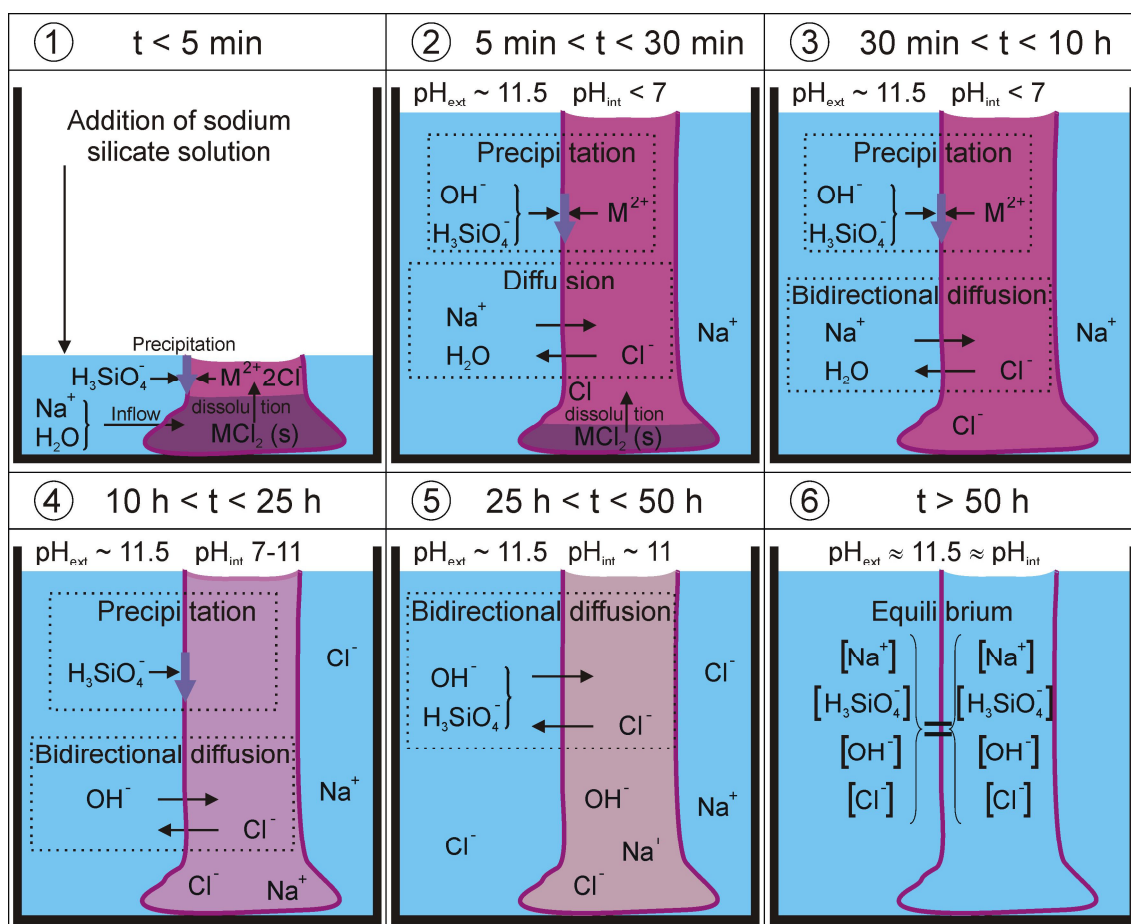 ① t < 5 min
Addition of sodium
silicate solution
Precipitation
H₃SiO₄⁻ M²⁺2Cl⁻
Na⁺
H₂O
Inflow
dissolution
MCl₂ (s)
② 5 min < t < 30 min
pHₑₓₜ ~ 11.5 pHᵢₙₜ < 7
Precipitation
OH⁻
H₃SiO₄⁻
M²⁺
Diffusion
Na⁺
H₂O
Cl⁻
Na⁺
Cl
dissolution
MCl₂ (s)
③ 30 min < t < 10 h
pHₑₓₜ ~ 11.5 pHᵢₙₜ < 7
Precipitation
OH⁻
H₃SiO₄⁻
M²⁺
Bidirectional diffusion
Na⁺
H₂O
Cl⁻
Na⁺
Cl⁻
④ 10 h < t < 25 h
pHₑₓₜ ~ 11.5 pHᵢₙₜ 7-11
Precipitation
H₃SiO₄⁻
Cl⁻
Bidirectional diffusion
OH⁻
Cl⁻
Na⁺
Cl⁻ Na⁺
⑤ 25 h < t < 50 h
pHₑₓₜ ~ 11.5 pHᵢₙₜ ~ 11
Bidirectional diffusion
OH⁻
H₃SiO₄⁻
Cl⁻
Cl⁻
OH⁻
Na⁺
Cl⁻
Na⁺
Cl⁻
⑥ t > 50 h
pHₑₓₜ ≈ 11.5 ≈ pHᵢₙₜ
Equilibrium
[Na⁺] [Na⁺]
[H₃SiO₄⁻] = [H₃SiO₄⁻]
[OH⁻] [OH⁻]
[Cl⁻] [Cl⁻]